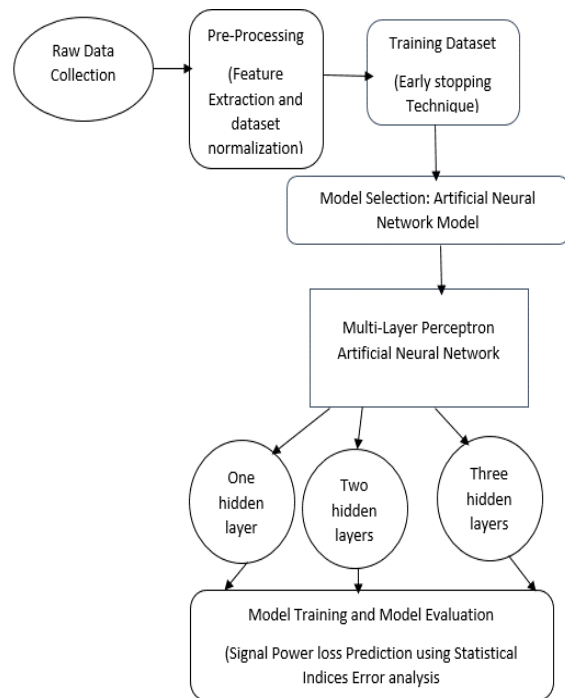 Raw Data
Collection
Pre-Processing
(Feature
Extraction and
dataset
normalization)
Training Dataset
(Early stopping
Technique)
Model Selection: Artificial Neural
Network Model
Multi-Layer Perceptron
Artificial Neural Network
One
hidden
layer
Two
hidden
layers
Three
hidden
layers
Model Training and Model Evaluation
(Signal Power loss Prediction using Statistical
Indices Error analysis